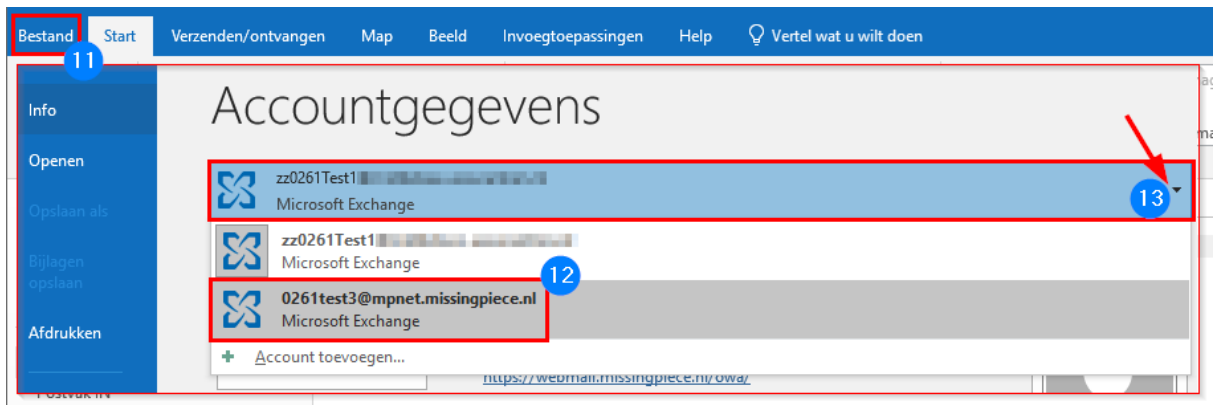 Bestand Start Verzenden/ontvangen Map Beeld Invoegtoepassingen Help Vertel wat u wilt doen
11
Info
Accountgegevens
Openen
zz0261Test1
Microsoft Exchange
13
Opslaan als
zz0261Test1
Microsoft Exchange
Bijlagen
opslaan
12
0261test3@mpnet.missingpiece.nl
Microsoft Exchange
Afdrukken
Account toevoegen...
https://webmail.missingpiece.nl/owa/
Postvak IN